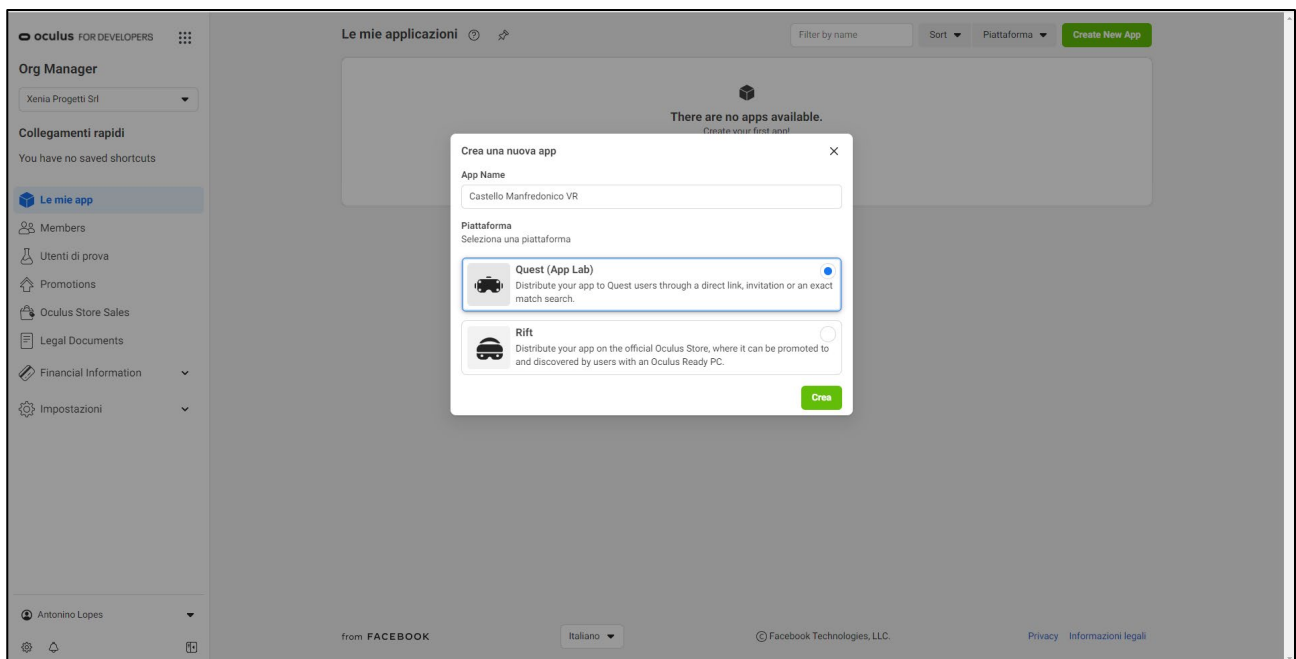 oculus FOR DEVELOPERS
Org Manager
Xenia Progetti Srl
Collegamenti rapidi
You have no saved shortcuts
Le mie app
Members
Utenti di prova
Promotions
Oculus Store Sales
Legal Documents
Financial Information
Impostazioni
Antonino Lopes
Le mie applicazioni
Filter by name
Sort
Piattaforma
Create New App
There are no apps available.
Create your first app!
Crea una nuova app
App Name
Castello Manfredonico VR
Piattaforma
Seleziona una piattaforma
Quest (App Lab)
Distribute your app to Quest users through a direct link, invitation or an exact
match search.
Rift
Distribute your app on the official Oculus Store, where it can be promoted to
and discovered by users with an Oculus Ready PC.
Crea
from FACEBOOK
Italiano
© Facebook Technologies, LLC.
Privacy
Informazioni legali